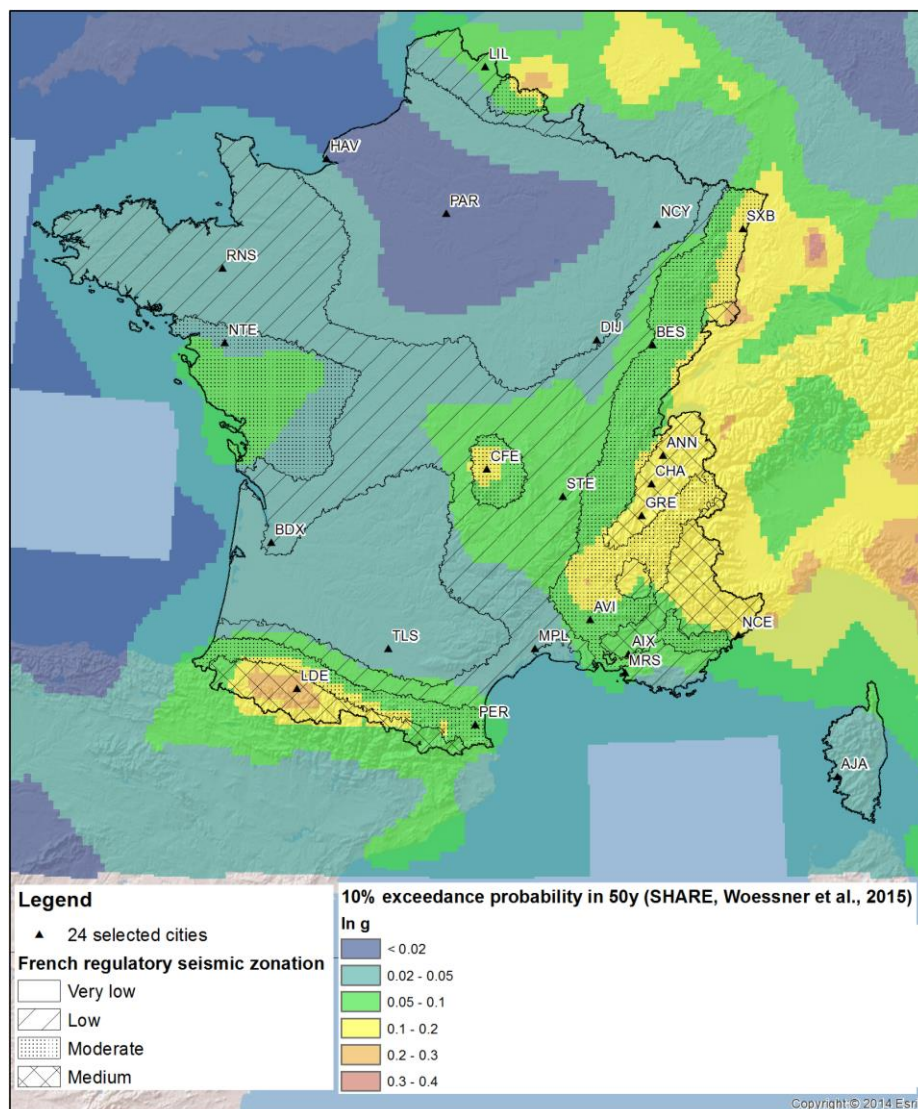 LIL
HAV
PAR
NCY
SXB
RNS
NTE
DIJ
BES
ANN
CFE
CHA
STE
GRE
BDX
AVI
NCE
TLS
MPL
AIX
MRS
LDE
PER
AJA
Legend
24 selected cities
French regulatory seismic zonation
Very low
Low
Moderate
Medium
10% exceedance probability in 50y (SHARE, Woessner et al., 2015)
In g
< 0.02
0.02 - 0.05
0.05 - 0.1
0.1 - 0.2
0.2 - 0.3
0.3 - 0.4
Copyright:© 2014 Esri